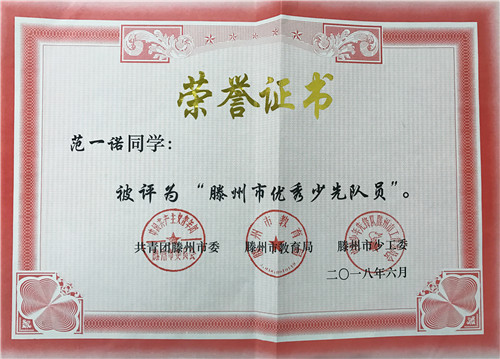 荣誉证书
范一诺同学：
被评为“滕州市优秀少先队员”。
共青团滕州市委 滕州市教育局 滕州市少工委
二〇一八年六月